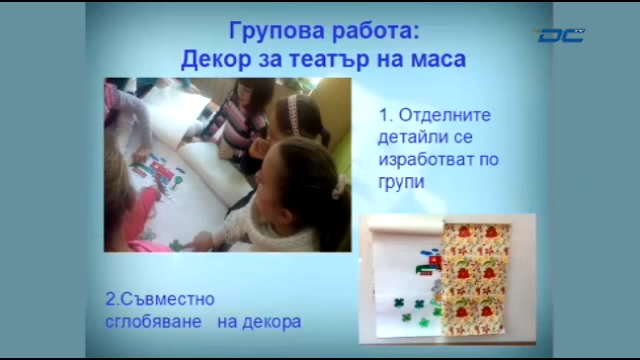 Групова работа:
Декор за театър на маса
DC
1. Отделните
детайли се
изработват по
групи
2.Съвместно
сглобяване на декора